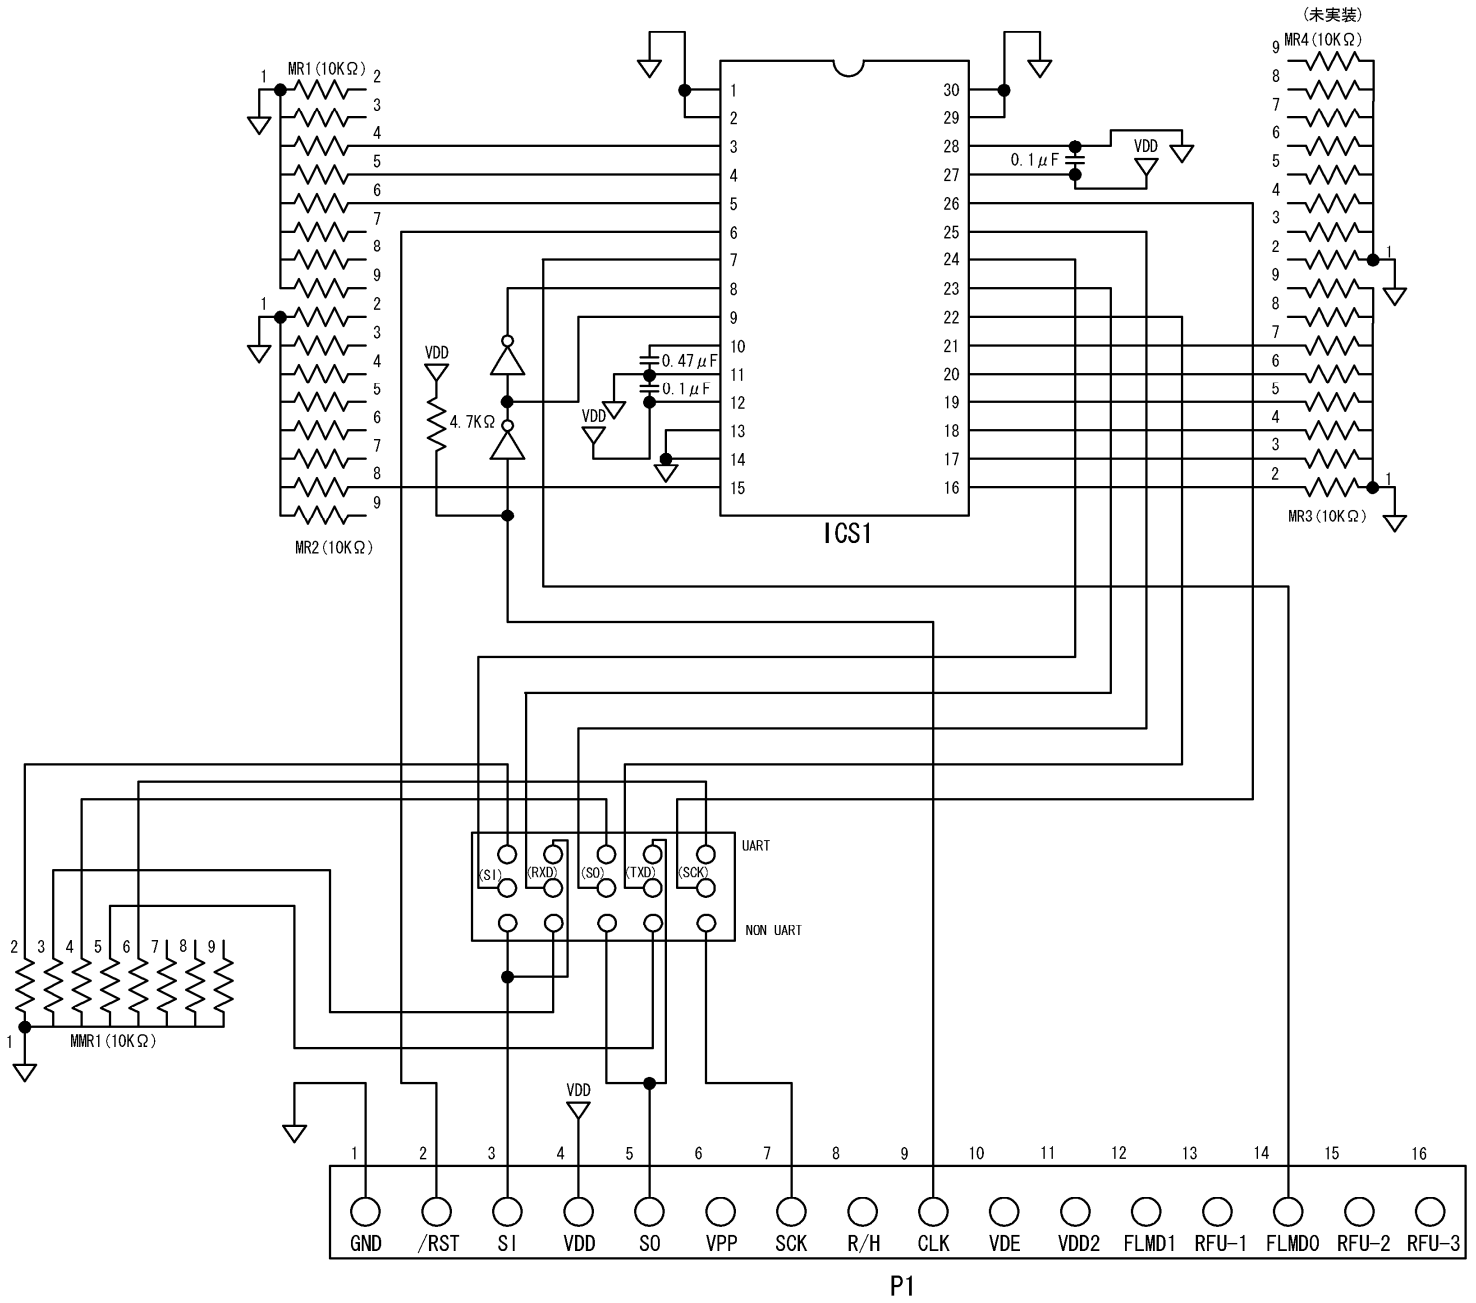 (未実装)
MR4(10KΩ)
MR1(10KΩ)
1
2
3
4
5
6
7
8
9
1
2
3
4
5
6
7
8
9
MR2(10KΩ)
VDD
4.7KΩ
0.47μF
0.1μF
VDD
1
2
3
4
5
6
7
8
9
10
11
12
13
14
15
30
29
28
27
26
25
24
23
22
21
20
19
18
17
16
ICS1
0.1μF
VDD
9
8
7
6
5
4
3
2
1
9
8
7
6
5
4
3
2
1
MR3(10KΩ)
UART
(SI)
(RXD)
(SO)
(TXD)
(SCK)
NON UART
2 3 4 5 6 7 8 9
1
MMR1(10KΩ)
VDD
1 2 3 4 5 6 7 8 9 10 11 12 13 14 15 16
GND /RST SI VDD SO VPP SCK R/H CLK VDE VDD2 FLMD1 RFU-1 FLMD0 RFU-2 RFU-3
P1